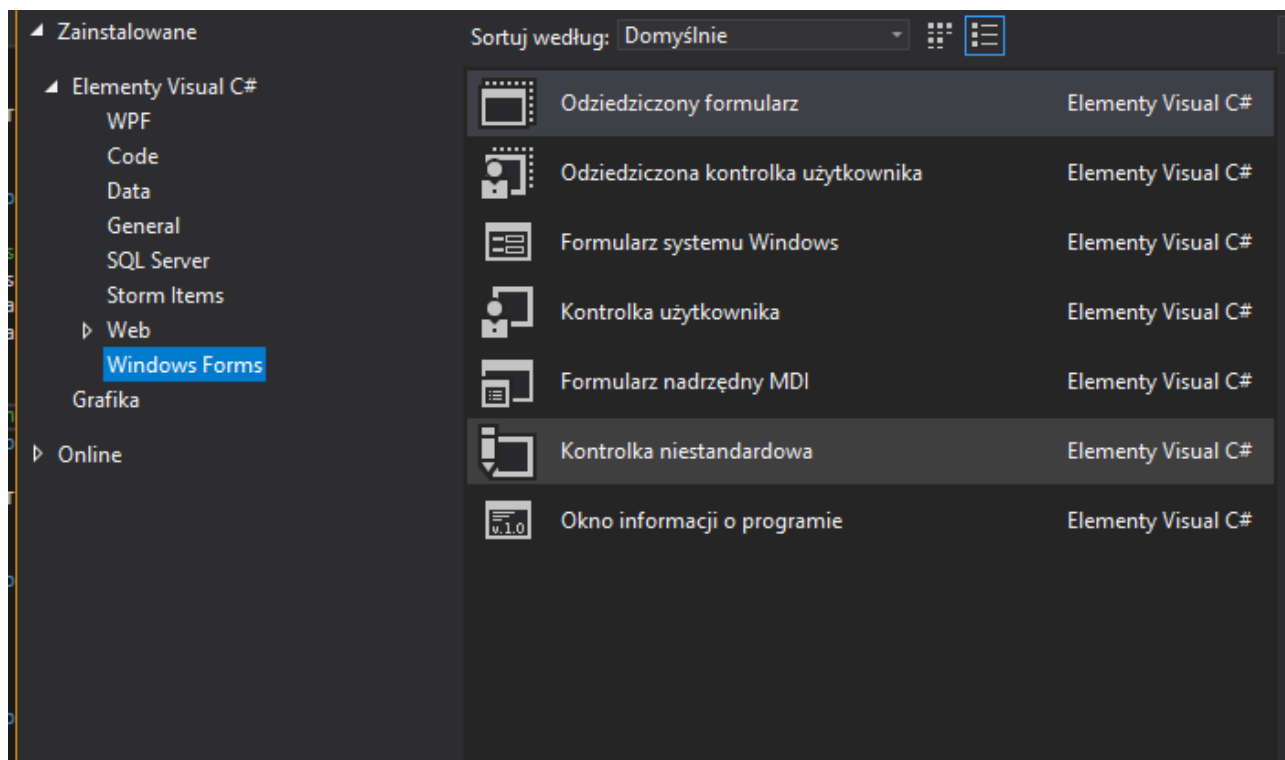 Zainstalowane
Elementy Visual C#
WPF
Code
Data
General
SQL Server
Storm Items
Web
Windows Forms
Grafika
Online
Sortuj według: Domyślnie
Odziedziczony formularz Elementy Visual C#
Odziedziczona kontrolka użytkownika Elementy Visual C#
Formularz systemu Windows Elementy Visual C#
Kontrolka użytkownika Elementy Visual C#
Formularz nadrzędny MDI Elementy Visual C#
Kontrolka niestandardowa Elementy Visual C#
v.1.0 Okno informacji o programie Elementy Visual C#